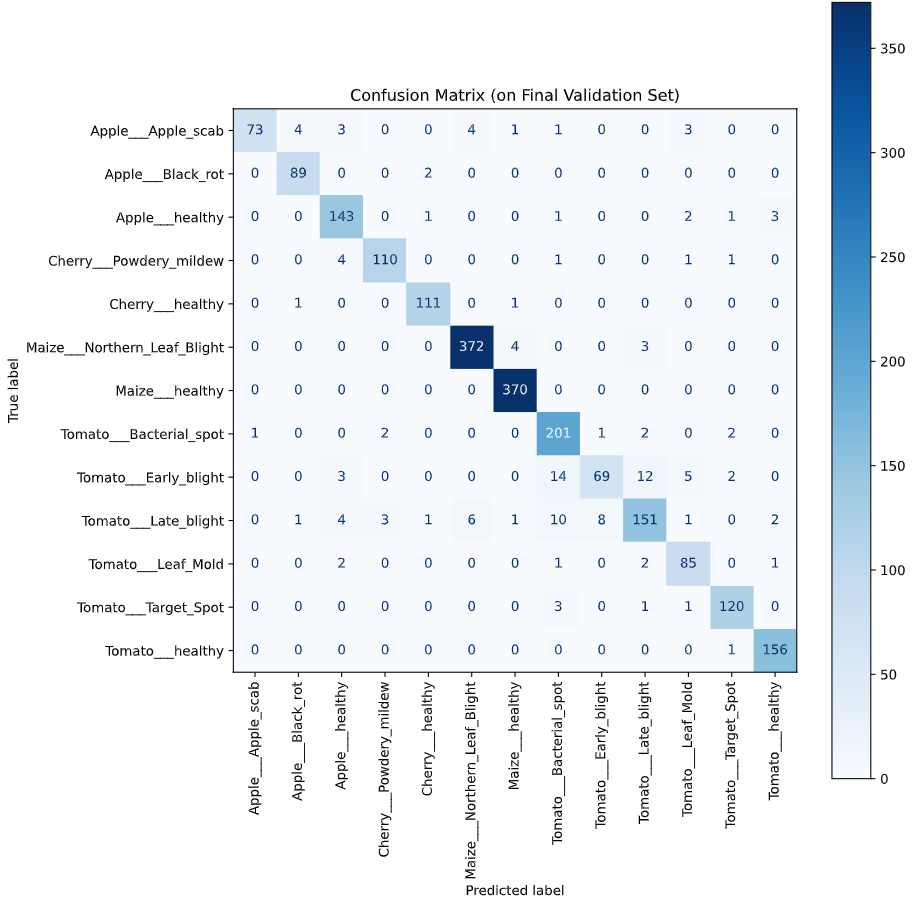 Confusion Matrix (on Final Validation Set)
True label
Apple___Apple_scab 73 4 3 0 0 4 1 1 0 0 3 0 0
Apple___Black_rot 0 89 0 0 2 0 0 0 0 0 0 0 0
Apple___healthy 0 0 143 0 1 0 0 1 0 0 2 1 3
Cherry___Powdery_mildew 0 0 4 110 0 0 0 1 0 0 1 1 0
Cherry___healthy 0 1 0 0 111 0 1 0 0 0 0 0 0
Maize___Northern_Leaf_Blight 0 0 0 0 0 372 4 0 0 3 0 0 0
Maize___healthy 0 0 0 0 0 0 370 0 0 0 0 0 0
Tomato___Bacterial_spot 1 0 0 2 0 0 0 201 1 2 0 2 0
Tomato___Early_blight 0 0 3 0 0 0 0 14 69 12 5 2 0
Tomato___Late_blight 0 1 4 3 1 6 1 10 8 151 1 0 2
Tomato___Leaf_Mold 0 0 2 0 0 0 0 1 0 2 85 0 1
Tomato___Target_Spot 0 0 0 0 0 0 0 3 0 1 1 120 0
Tomato___healthy 0 0 0 0 0 0 0 0 0 0 0 1 156
Apple___Apple_scab
Apple___Black_rot
Apple___healthy
Cherry___Powdery_mildew
Cherry___healthy
Maize___Northern_Leaf_Blight
Maize___healthy
Tomato___Bacterial_spot
Tomato___Early_blight
Tomato___Late_blight
Tomato___Leaf_Mold
Tomato___Target_Spot
Tomato___healthy
Predicted label
350
300
250
200
150
100
50
0